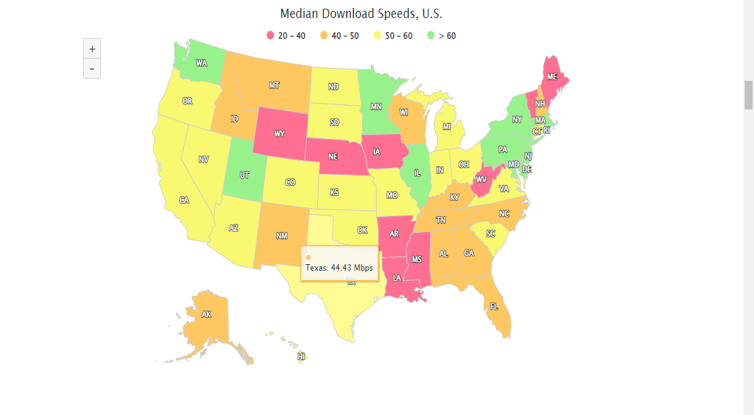 Median Download Speeds, U.S.
20 – 40 40 – 50 50 – 60 > 60
+
-
WA
MT
ND
MN
ME
OR
ID
SD
WI
MI
NY
NH
MA
CT RI
WY
NE
IA
PA
NJ
NV
UT
CO
KS
MO
IL
IN
OH
MD
DE
WV
VA
KY
CA
AZ
NM
OK
AR
TN
NC
SC
MS
AL
GA
LA
FL
Texas: 44.43 Mbps
AK
HI